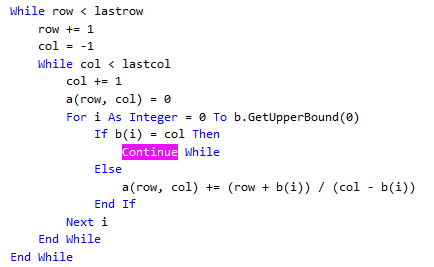 While row < lastrow
    row += 1
    col = -1
    While col < lastcol
        col += 1
        a(row, col) = 0
        For i As Integer = 0 To b.GetUpperBound(0)
            If b(i) = col Then
                Continue While
            Else
                a(row, col) += (row + b(i)) / (col - b(i))
            End If
        Next i
    End While
End While